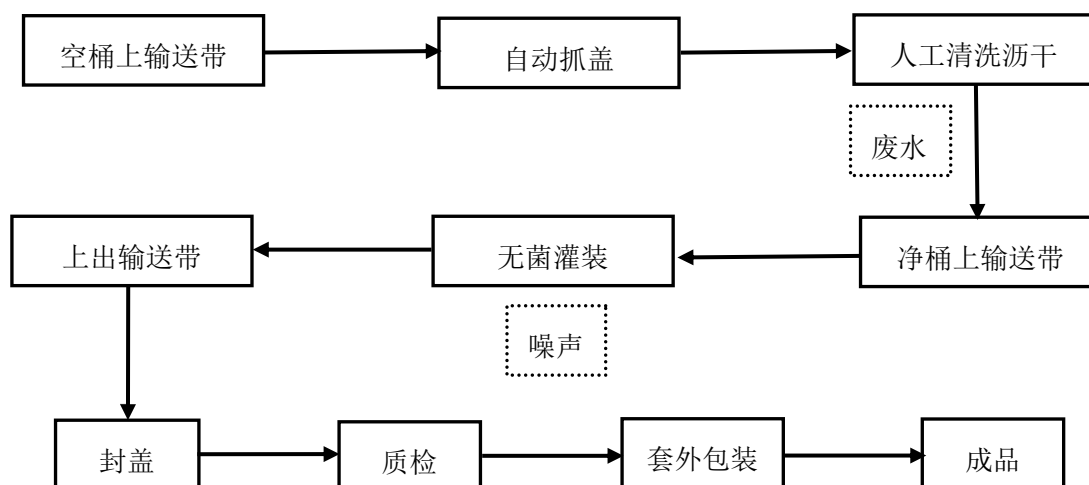 空桶上输送带
自动抓盖
人工清洗沥干
废水
上出输送带
无菌灌装
净桶上输送带
噪声
封盖
质检
套外包装
成品